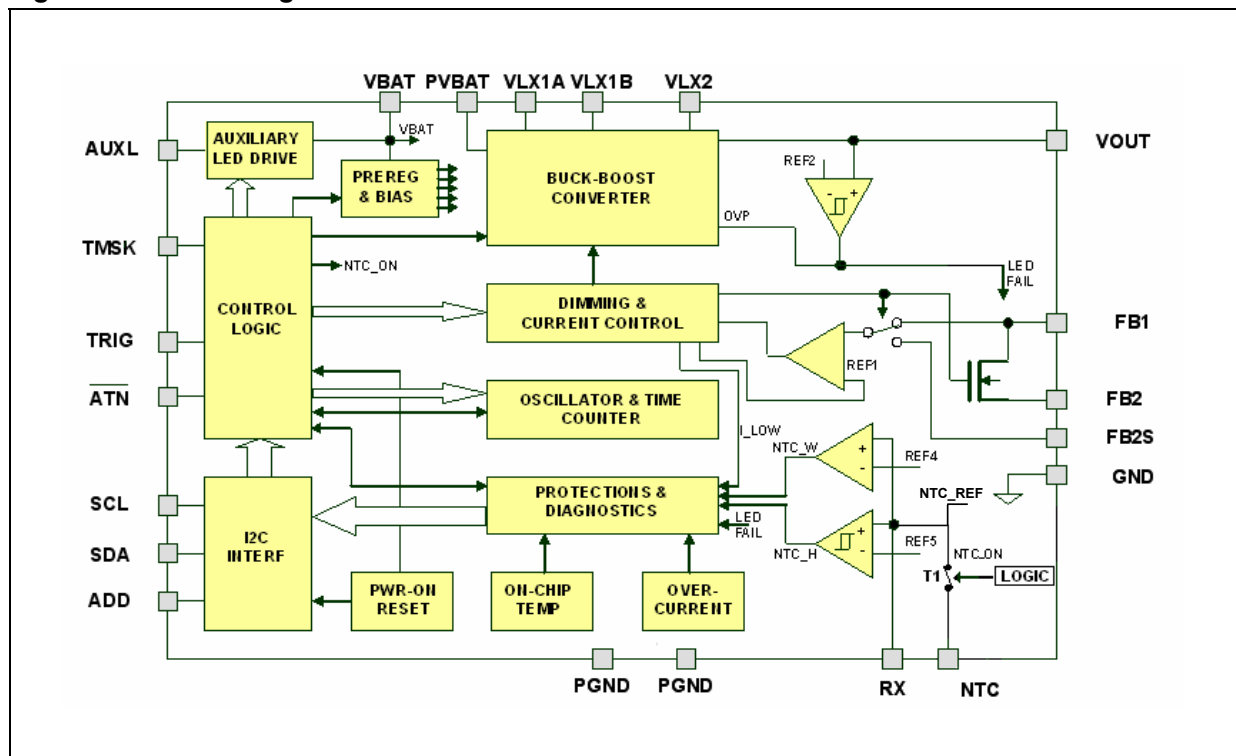 VBAT PVBAT VLX1A VLX1B VLX2
AUXL
AUXILIARY
LED DRIVE
VBAT
PREREG
& BIAS
BUCK-BOOST
CONVERTER
REF2
- +
VOUT
OVP
TMSK
NTC_ON
LED
FAIL
CONTROL
LOGIC
DIMMING &
CURRENT CONTROL
TRIG
FB1
REF1
ATN
OSCILLATOR & TIME
COUNTER
FB2
FB2S
I_LOW
NTC_W
+
-
REF4
GND
SCL
PROTECTIONS &
DIAGNOSTICS
NTC_REF
LED
FAIL
I2C
INTERF
SDA
NTC_H
+
-
REF5
NTC_ON
T1
LOGIC
ADD
PWR-ON
RESET
ON-CHIP
TEMP
OVER-
CURRENT
PGND PGND RX NTC